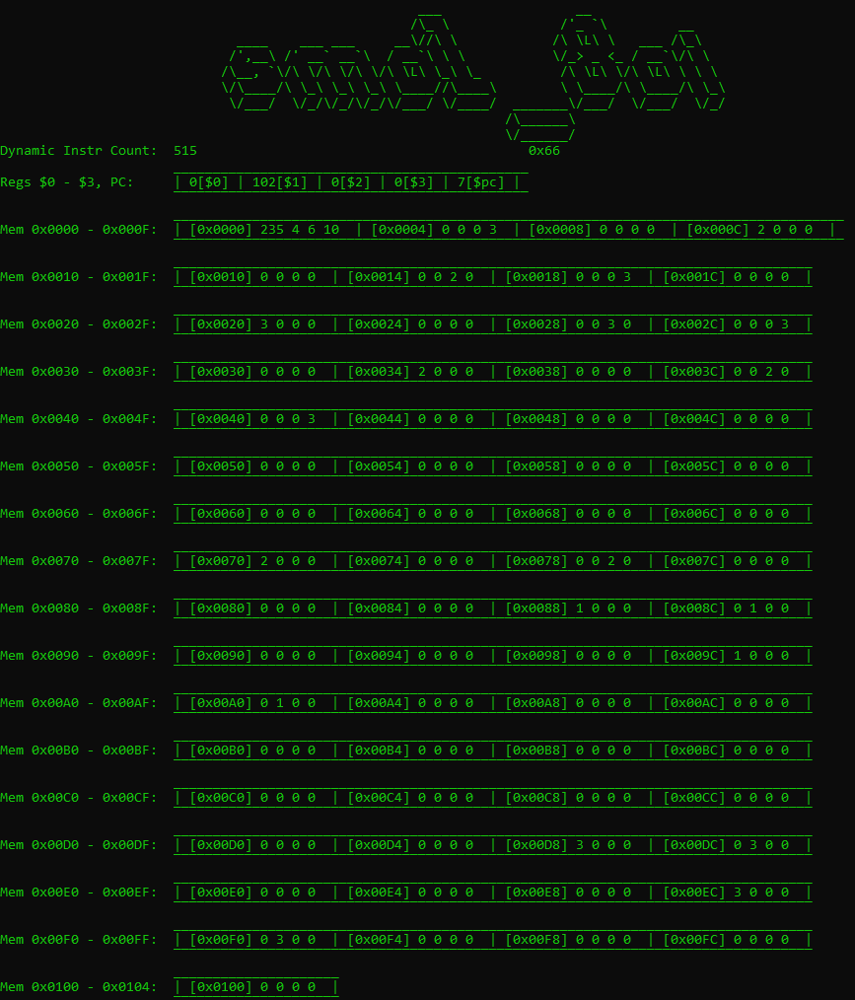 smol_8a
Dynamic Instr Count: 515 0x66
Regs $0 - $3, PC: | 0[$0] | 102[$1] | 0[$2] | 0[$3] | 7[$pc] |
Mem 0x0000 - 0x000F: | [0x0000] 235 4 6 10 | [0x0004] 0 0 0 3 | [0x0008] 0 0 0 0 | [0x000C] 2 0 0 0 |
Mem 0x0010 - 0x001F: | [0x0010] 0 0 0 0 | [0x0014] 0 0 2 0 | [0x0018] 0 0 0 3 | [0x001C] 0 0 0 0 |
Mem 0x0020 - 0x002F: | [0x0020] 3 0 0 0 | [0x0024] 0 0 0 0 | [0x0028] 0 0 3 0 | [0x002C] 0 0 0 3 |
Mem 0x0030 - 0x003F: | [0x0030] 0 0 0 0 | [0x0034] 2 0 0 0 | [0x0038] 0 0 0 0 | [0x003C] 0 0 2 0 |
Mem 0x0040 - 0x004F: | [0x0040] 0 0 0 3 | [0x0044] 0 0 0 0 | [0x0048] 0 0 0 0 | [0x004C] 0 0 0 0 |
Mem 0x0050 - 0x005F: | [0x0050] 0 0 0 0 | [0x0054] 0 0 0 0 | [0x0058] 0 0 0 0 | [0x005C] 0 0 0 0 |
Mem 0x0060 - 0x006F: | [0x0060] 0 0 0 0 | [0x0064] 0 0 0 0 | [0x0068] 0 0 0 0 | [0x006C] 0 0 0 0 |
Mem 0x0070 - 0x007F: | [0x0070] 2 0 0 0 | [0x0074] 0 0 0 0 | [0x0078] 0 0 2 0 | [0x007C] 0 0 0 0 |
Mem 0x0080 - 0x008F: | [0x0080] 0 0 0 0 | [0x0084] 0 0 0 0 | [0x0088] 1 0 0 0 | [0x008C] 0 1 0 0 |
Mem 0x0090 - 0x009F: | [0x0090] 0 0 0 0 | [0x0094] 0 0 0 0 | [0x0098] 0 0 0 0 | [0x009C] 1 0 0 0 |
Mem 0x00A0 - 0x00AF: | [0x00A0] 0 1 0 0 | [0x00A4] 0 0 0 0 | [0x00A8] 0 0 0 0 | [0x00AC] 0 0 0 0 |
Mem 0x00B0 - 0x00BF: | [0x00B0] 0 0 0 0 | [0x00B4] 0 0 0 0 | [0x00B8] 0 0 0 0 | [0x00BC] 0 0 0 0 |
Mem 0x00C0 - 0x00CF: | [0x00C0] 0 0 0 0 | [0x00C4] 0 0 0 0 | [0x00C8] 0 0 0 0 | [0x00CC] 0 0 0 0 |
Mem 0x00D0 - 0x00DF: | [0x00D0] 0 0 0 0 | [0x00D4] 0 0 0 0 | [0x00D8] 3 0 0 0 | [0x00DC] 0 3 0 0 |
Mem 0x00E0 - 0x00EF: | [0x00E0] 0 0 0 0 | [0x00E4] 0 0 0 0 | [0x00E8] 0 0 0 0 | [0x00EC] 3 0 0 0 |
Mem 0x00F0 - 0x00FF: | [0x00F0] 0 3 0 0 | [0x00F4] 0 0 0 0 | [0x00F8] 0 0 0 0 | [0x00FC] 0 0 0 0 |
Mem 0x0100 - 0x0104: | [0x0100] 0 0 0 0 |